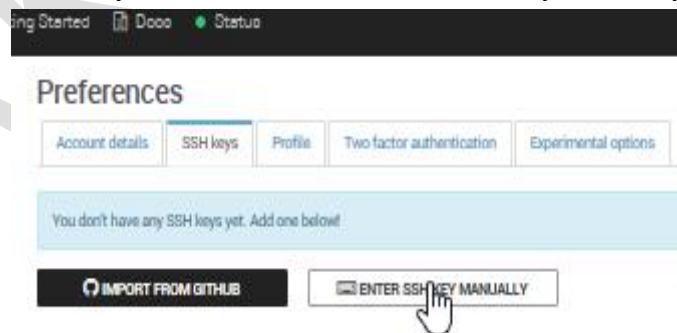 ing Started Docs Status
Preferences
Account details SSH keys Profile Two factor authentication Experimental options
You don't have any SSH keys yet. Add one below!
IMPORT FROM GITHUB ENTER SSH KEY MANUALLY